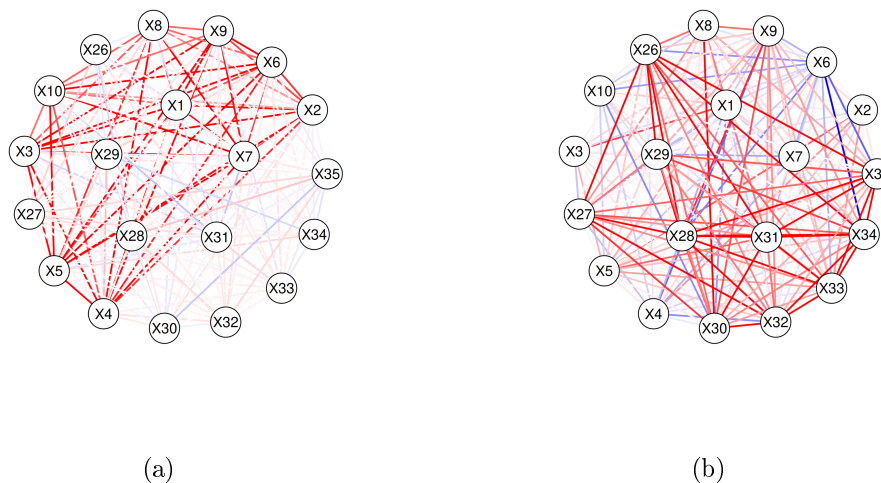 X8 X9 X8 X9
X26 X6 X26 X6
X10 X1 X2 X10 X1 X2
X3 X29 X7 X35 X3 X29 X7 X3
X27 X28 X31 X34 X27 X28 X31 X34
X5 X33 X5 X33
X4 X30 X32 X4 X30 X32
(a) (b)